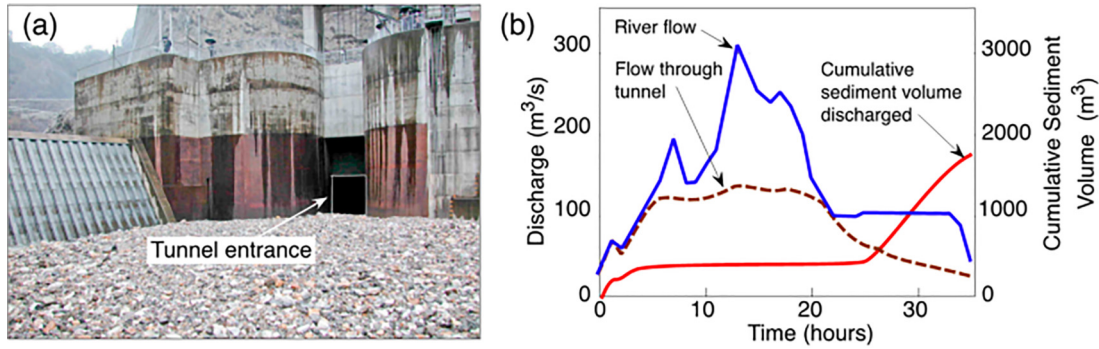 (a)
Tunnel entrance
(b)
River flow
Flow through
tunnel
Cumulative
sediment volume
discharged
Discharge (m³/s)
300
200
100
0
Cumulative Sediment
Volume (m³)
3000
2000
1000
0
0
10
20
30
Time (hours)